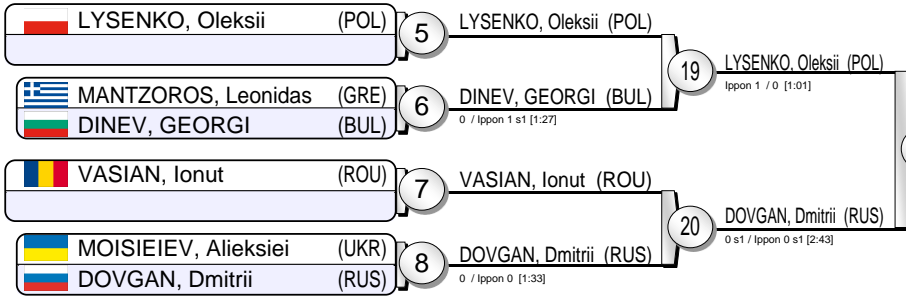 LYSENKO, Oleksii (POL)
5
LYSENKO, Oleksii (POL)
19
LYSENKO, Oleksii (POL)
Ippon 1 / 0 [1:01]
MANTZOROS, Leonidas (GRE)
DINEV, GEORGI (BUL)
6
DINEV, GEORGI (BUL)
0 / Ippon 1 s1 [1:27]
VASIAN, Ionut (ROU)
7
VASIAN, Ionut (ROU)
20
DOVGAN, Dmitrii (RUS)
0 s1 / Ippon 0 s1 [2:43]
MOISIEIEV, Alieksiei (UKR)
DOVGAN, Dmitrii (RUS)
8
DOVGAN, Dmitrii (RUS)
0 / Ippon 0 [1:33]